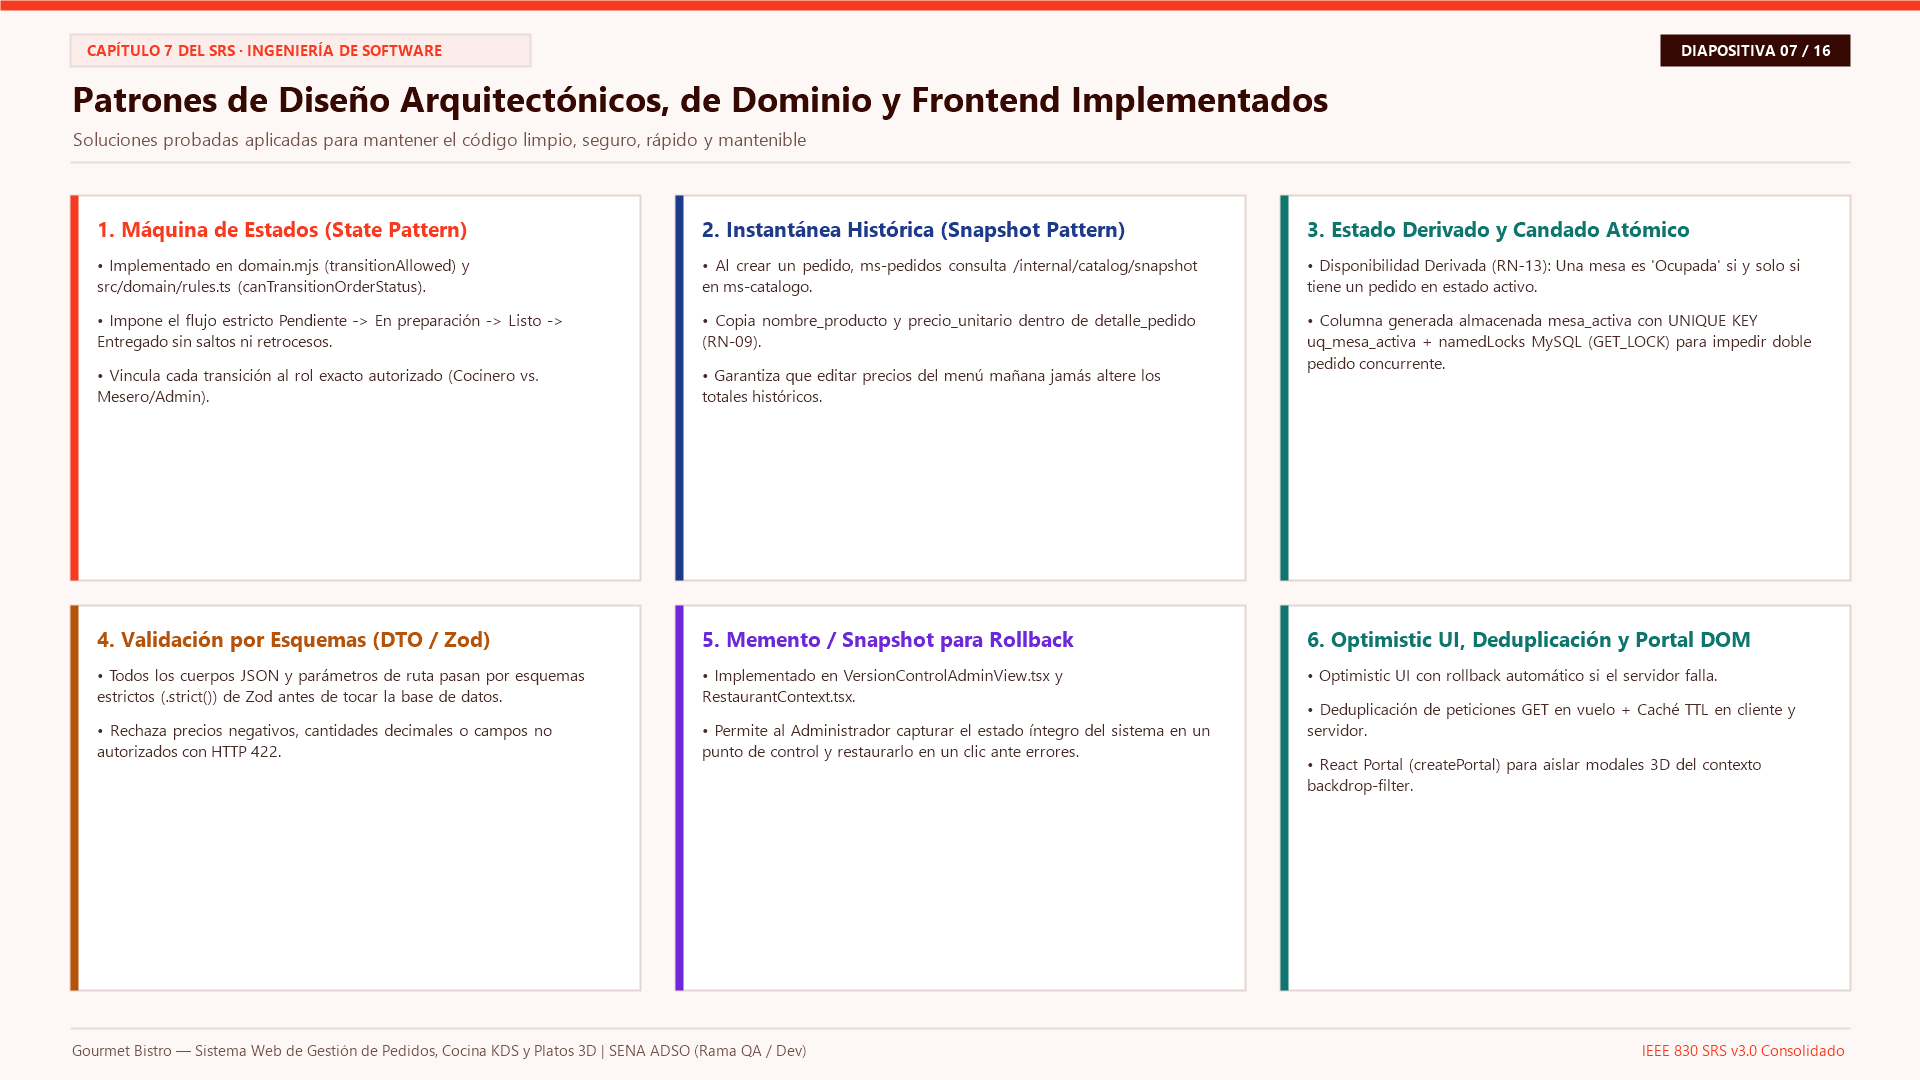 CAPÍTULO 7 DEL SRS · INGENIERÍA DE SOFTWARE
DIAPOSITIVA 07 / 16
Patrones de Diseño Arquitectónicos, de Dominio y Frontend Implementados
Soluciones probadas aplicadas para mantener el código limpio, seguro, rápido y mantenible
1. Máquina de Estados (State Pattern)
• Implementado en domain.mjs (transitionAllowed) y
src/domain/rules.ts (canTransitionOrderStatus).
• Impone el flujo estricto Pendiente -> En preparación -> Listo ->
Entregado sin saltos ni retrocesos.
• Vincula cada transición al rol exacto autorizado (Cocinero vs.
Mesero/Admin).
2. Instantánea Histórica (Snapshot Pattern)
• Al crear un pedido, ms-pedidos consulta /internal/catalog/snapshot
en ms-catalogo.
• Copia nombre_producto y precio_unitario dentro de detalle_pedido
(RN-09).
• Garantiza que editar precios del menú mañana jamás altere los
totales históricos.
3. Estado Derivado y Candado Atómico
• Disponibilidad Derivada (RN-13): Una mesa es 'Ocupada' si y solo si
tiene un pedido en estado activo.
• Columna generada almacenada mesa_activa con UNIQUE KEY
uq_mesa_activa + namedLocks MySQL (GET_LOCK) para impedir doble
pedido concurrente.
4. Validación por Esquemas (DTO / Zod)
• Todos los cuerpos JSON y parámetros de ruta pasan por esquemas
estrictos (.strict()) de Zod antes de tocar la base de datos.
• Rechaza precios negativos, cantidades decimales o campos no
autorizados con HTTP 422.
5. Memento / Snapshot para Rollback
• Implementado en VersionControlAdminView.tsx y
RestaurantContext.tsx.
• Permite al Administrador capturar el estado íntegro del sistema en un
punto de control y restaurarlo en un clic ante errores.
6. Optimistic UI, Deduplicación y Portal DOM
• Optimistic UI con rollback automático si el servidor falla.
• Deduplicación de peticiones GET en vuelo + Caché TTL en cliente y
servidor.
• React Portal (createPortal) para aislar modales 3D del contexto
backdrop-filter.
Gourmet Bistro — Sistema Web de Gestión de Pedidos, Cocina KDS y Platos 3D | SENA ADSO (Rama QA / Dev)
IEEE 830 SRS v3.0 Consolidado